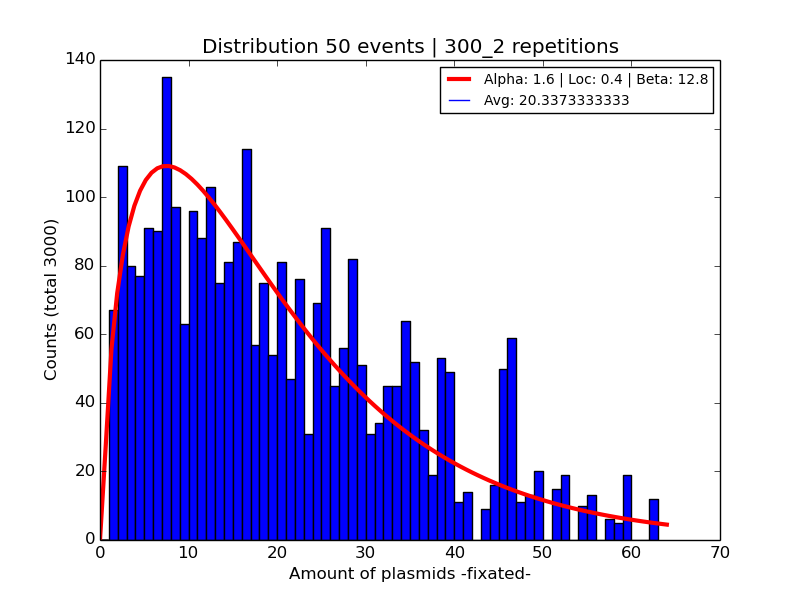 Distribution 50 events | 300_2 repetitions
Alpha: 1.6 | Loc: 0.4 | Beta: 12.8
Avg: 20.3373333333
Counts (total 3000)
140
120
100
80
60
40
20
0
0 10 20 30 40 50 60 70
Amount of plasmids -fixated-